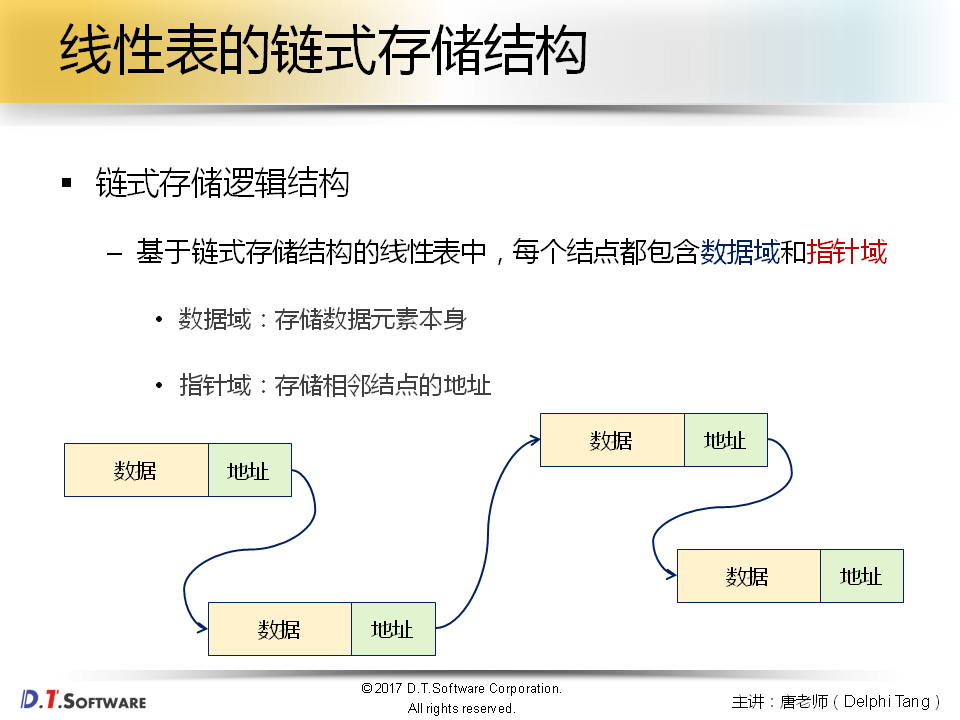 线性表的链式存储结构
▪ 链式存储逻辑结构
– 基于链式存储结构的线性表中，每个结点都包含数据域和指针域
• 数据域：存储数据元素本身
• 指针域：存储相邻结点的地址
数据 地址
数据 地址
数据 地址
数据 地址
D.T.SOFTWARE
©2017 D.T.Software Corporation.
All rights reserved.
主讲：唐老师（Delphi Tang）